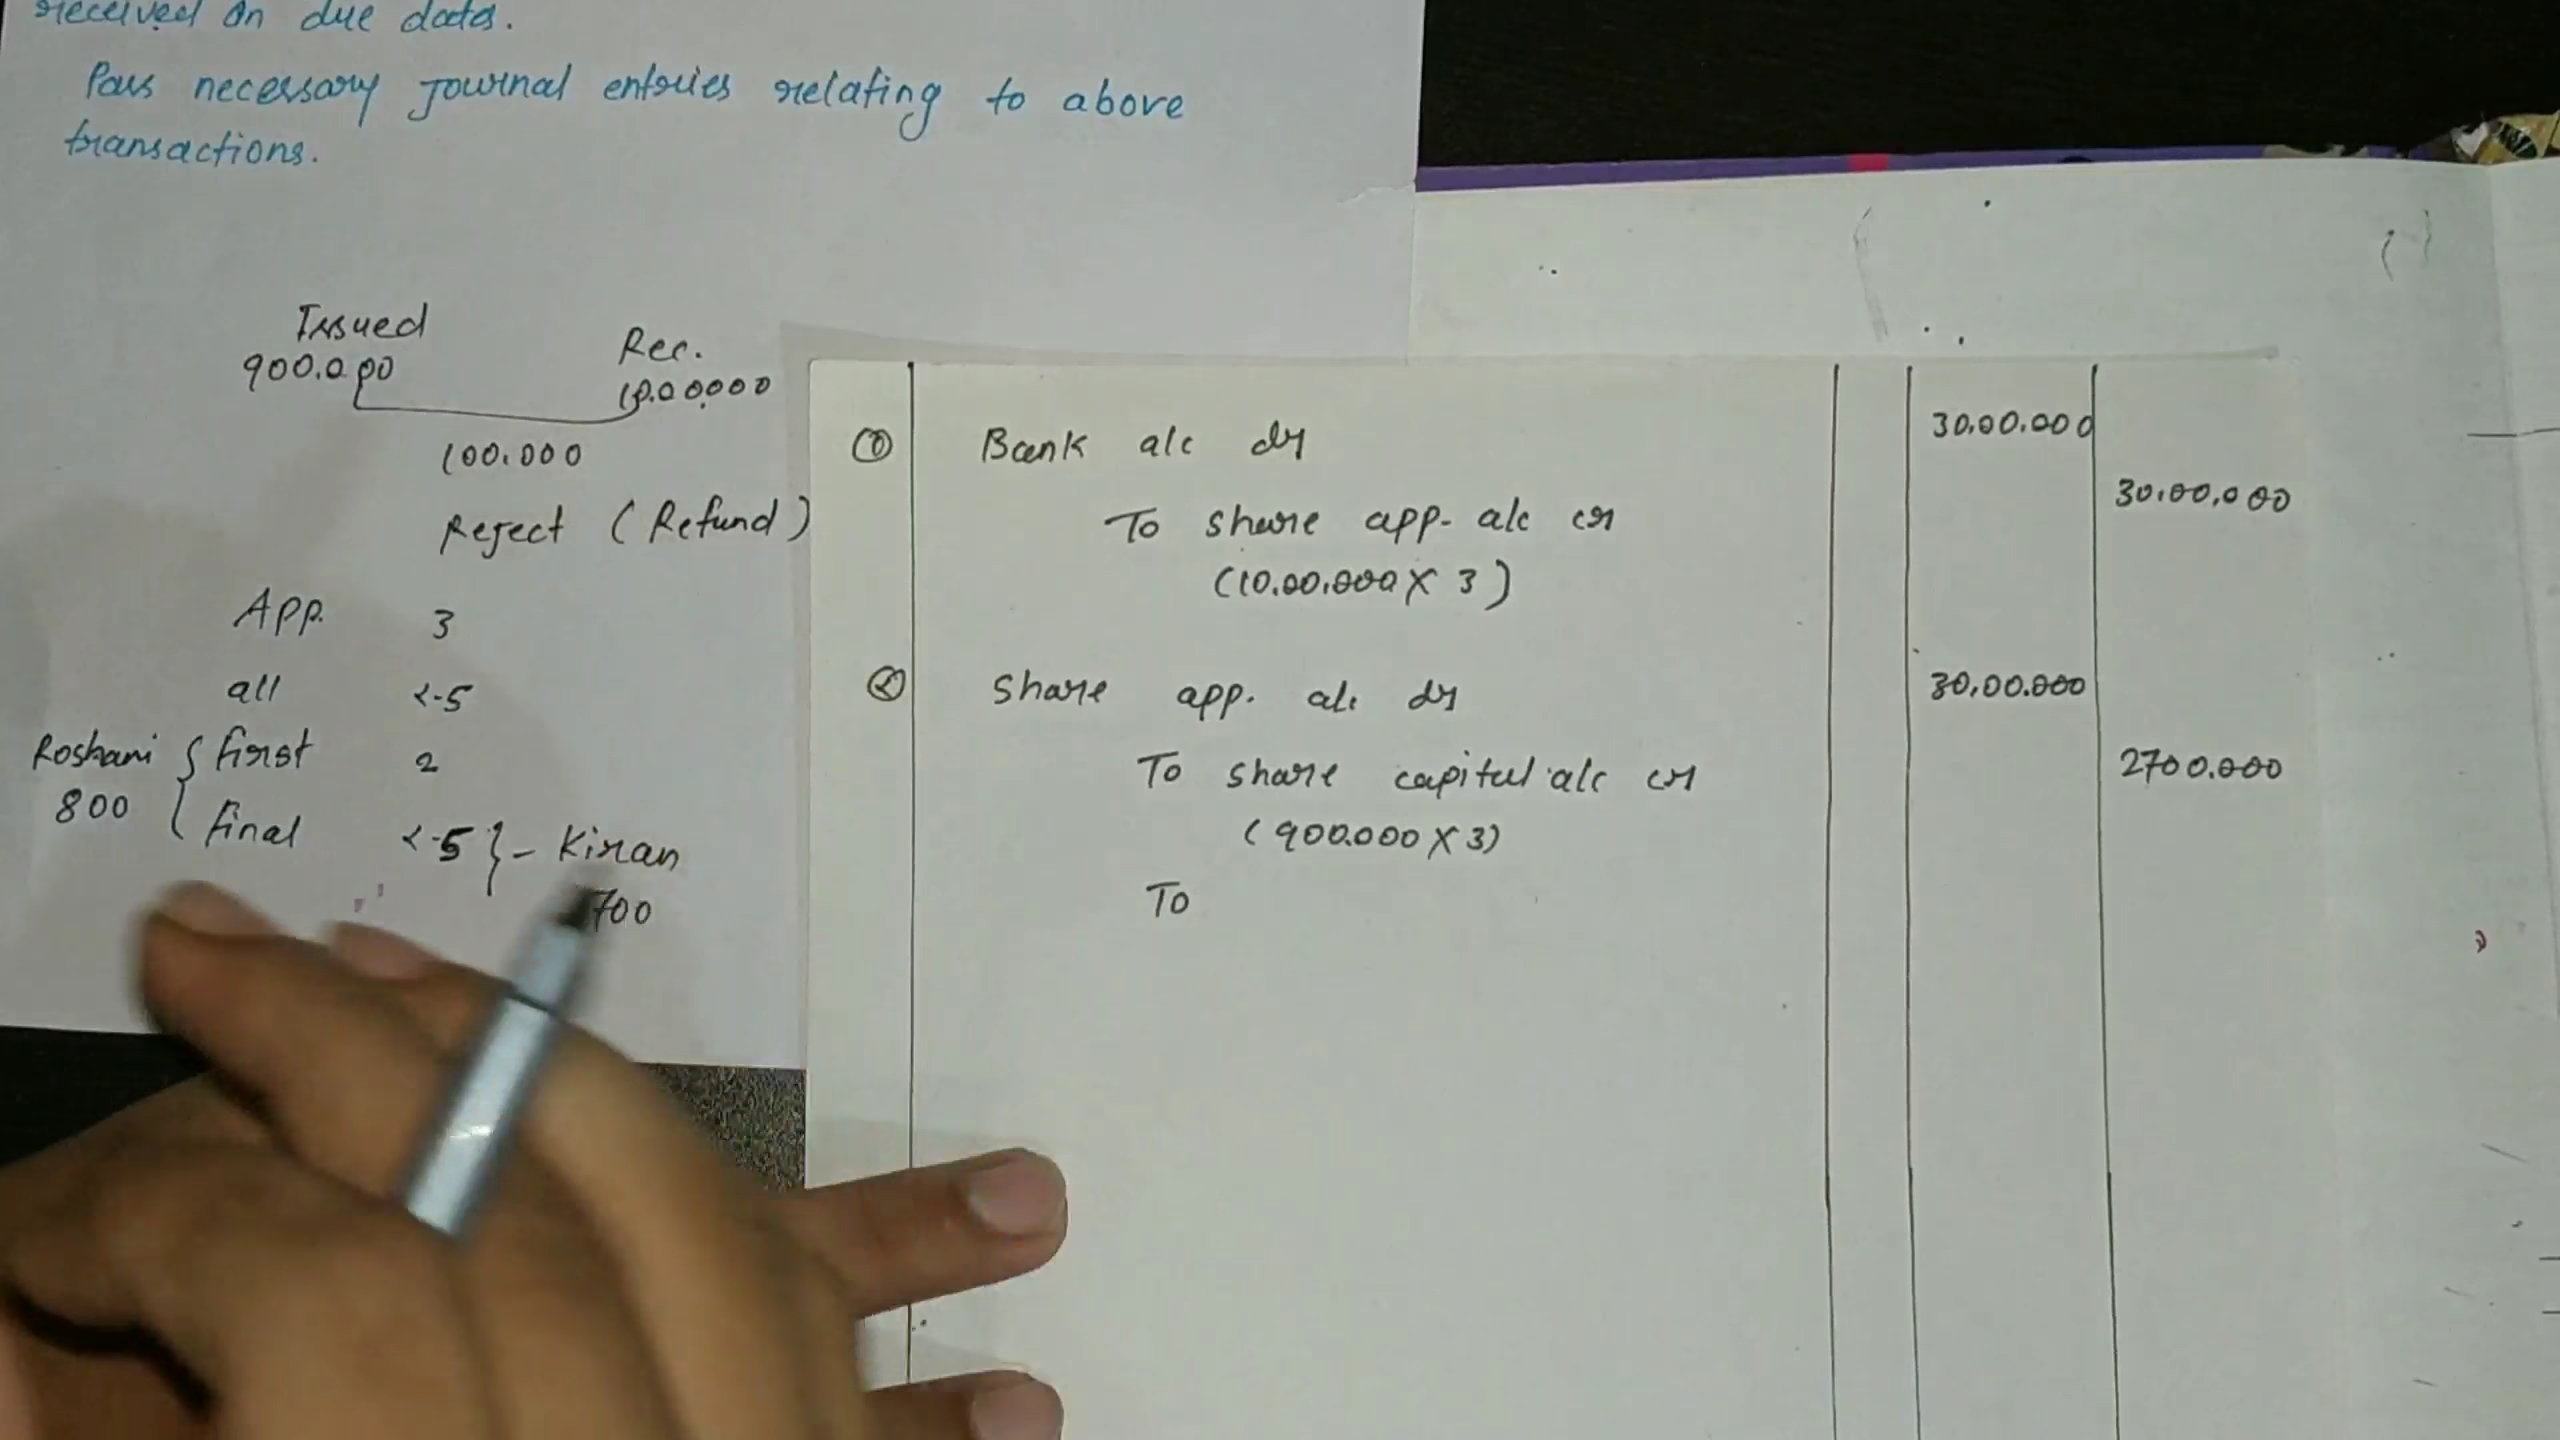 received on due dates.
Pass necessary Journal entries relating to above
transactions.
Issued
900.000
Rec.
10.00.000
100.000
Reject (Refund)
App. 3
all 2.5
Roshani { first 2
800 final 2.5 } - Kiran
700
① Bank a/c dr 30,00.000
To share app. a/c cr 30,00,000
(10.00.000 X 3)
② Share app. a/c dr 30,00.000
To share capital a/c cr 2700.000
(900.000 X 3)
To